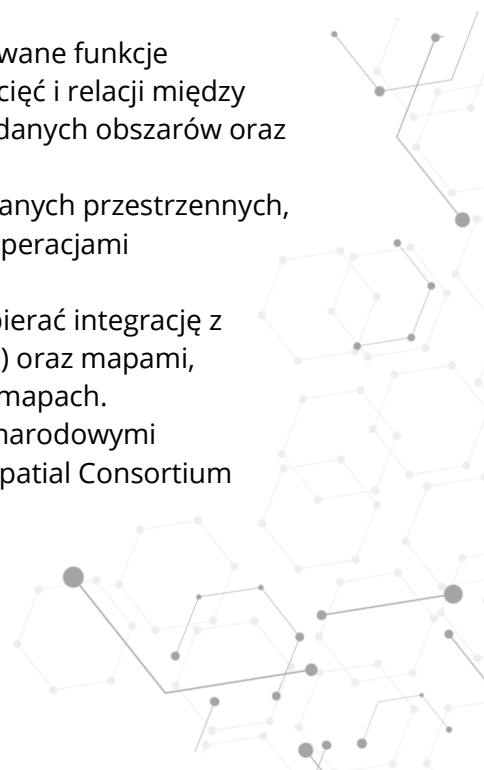 wane funkcje
cięć i relacji między
danych obszarów oraz
anych przestrzennych,
peracjami
pierać integrację z
) oraz mapami,
mapach.
narodowymi
patial Consortium